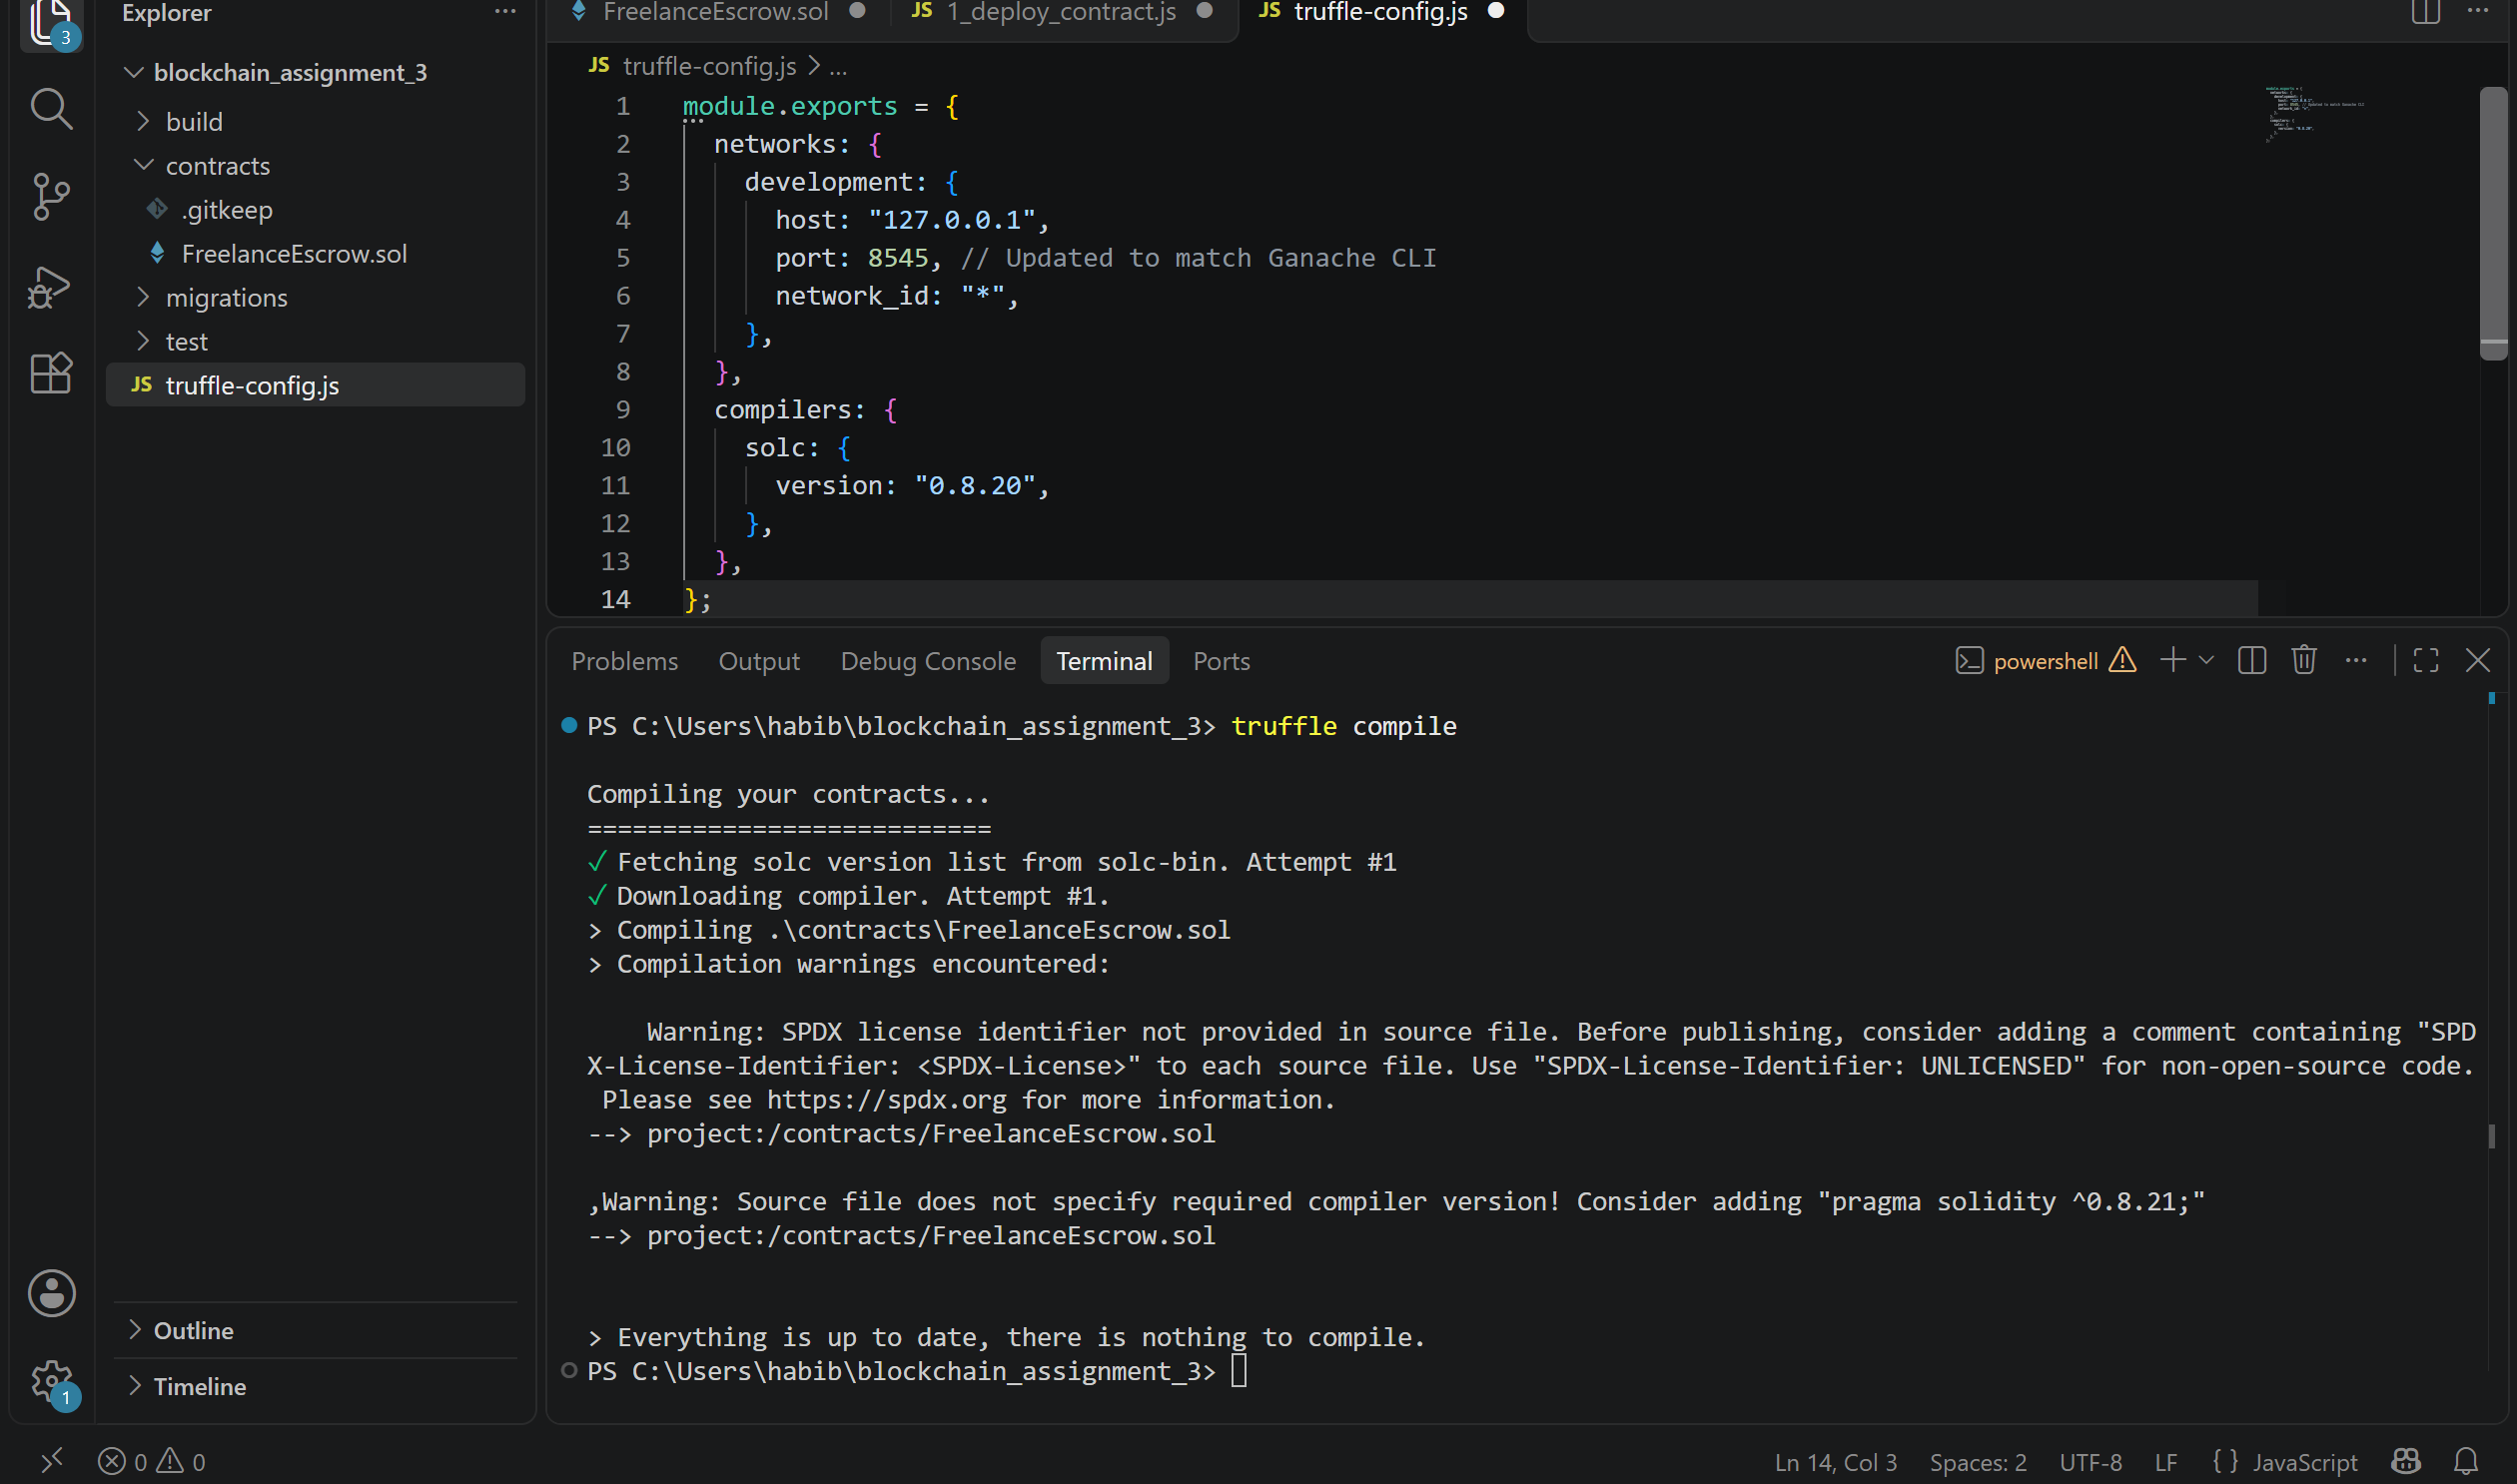 Explorer
FreelanceEscrow.sol
JS 1_deploy_contract.js
JS truffle-config.js
3
blockchain_assignment_3
build
contracts
.gitkeep
FreelanceEscrow.sol
migrations
test
JS truffle-config.js
Outline
Timeline
1
JS truffle-config.js > ...
1 module.exports = {
2 networks: {
3 development: {
4 host: "127.0.0.1",
5 port: 8545, // Updated to match Ganache CLI
6 network_id: "*",
7 },
8 },
9 compilers: {
10 solc: {
11 version: "0.8.20",
12 },
13 },
14 };
Problems Output Debug Console Terminal Ports
powershell
PS C:\Users\habib\blockchain_assignment_3> truffle compile
Compiling your contracts...
===========================
✓ Fetching solc version list from solc-bin. Attempt #1
✓ Downloading compiler. Attempt #1.
> Compiling .\contracts\FreelanceEscrow.sol
> Compilation warnings encountered:
Warning: SPDX license identifier not provided in source file. Before publishing, consider adding a comment containing "SPD
X-License-Identifier: <SPDX-License>" to each source file. Use "SPDX-License-Identifier: UNLICENSED" for non-open-source code.
Please see https://spdx.org for more information.
--> project:/contracts/FreelanceEscrow.sol
,Warning: Source file does not specify required compiler version! Consider adding "pragma solidity ^0.8.21;"
--> project:/contracts/FreelanceEscrow.sol
> Everything is up to date, there is nothing to compile.
PS C:\Users\habib\blockchain_assignment_3>
0 0
Ln 14, Col 3 Spaces: 2 UTF-8 LF {} JavaScript